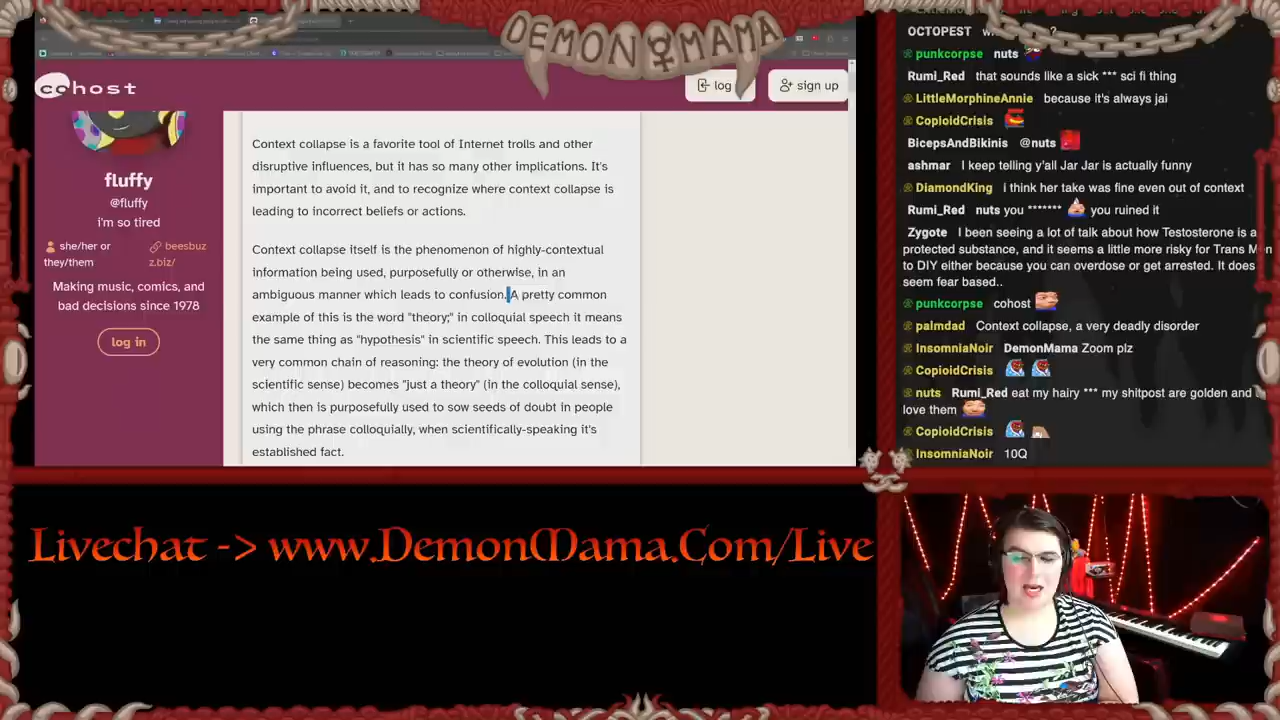 DEMON MAMA
cohost
log
sign up
fluffy
@fluffy
i'm so tired
she/her or they/them
beesbuzz.biz/
Making music, comics, and
bad decisions since 1978
log in
Context collapse is a favorite tool of Internet trolls and other
disruptive influences, but it has so many other implications. It's
important to avoid it, and to recognize where context collapse is
leading to incorrect beliefs or actions.
Context collapse itself is the phenomenon of highly-contextual
information being used, purposefully or otherwise, in an
ambiguous manner which leads to confusion. A pretty common
example of this is the word "theory;" in colloquial speech it means
the same thing as "hypothesis" in scientific speech. This leads to a
very common chain of reasoning: the theory of evolution (in the
scientific sense) becomes "just a theory" (in the colloquial sense),
which then is purposefully used to sow seeds of doubt in people
using the phrase colloquially, when scientifically-speaking it's
established fact.
OCTOPEST
punkcorpse nuts
Rumi_Red that sounds like a sick *** sci fi thing
LittleMorphineAnnie because it's always jai
CopioidCrisis
BicepsAndBikinis @nuts
ashmar I keep telling y'all Jar Jar is actually funny
DiamondKing i think her take was fine even out of context
Rumi_Red nuts you ******* you ruined it
Zygote I been seeing a lot of talk about how Testosterone is a
protected substance, and it seems a little more risky for Trans Men
to DIY either because you can overdose or get arrested. It does
seem fear based..
punkcorpse cohost
palmdad Context collapse, a very deadly disorder
InsomniaNoir DemonMama Zoom plz
CopioidCrisis
nuts Rumi_Red eat my hairy *** my shitpost are golden and
love them
CopioidCrisis
InsomniaNoir 10Q
Livechat -> www.DemonMama.Com/Live